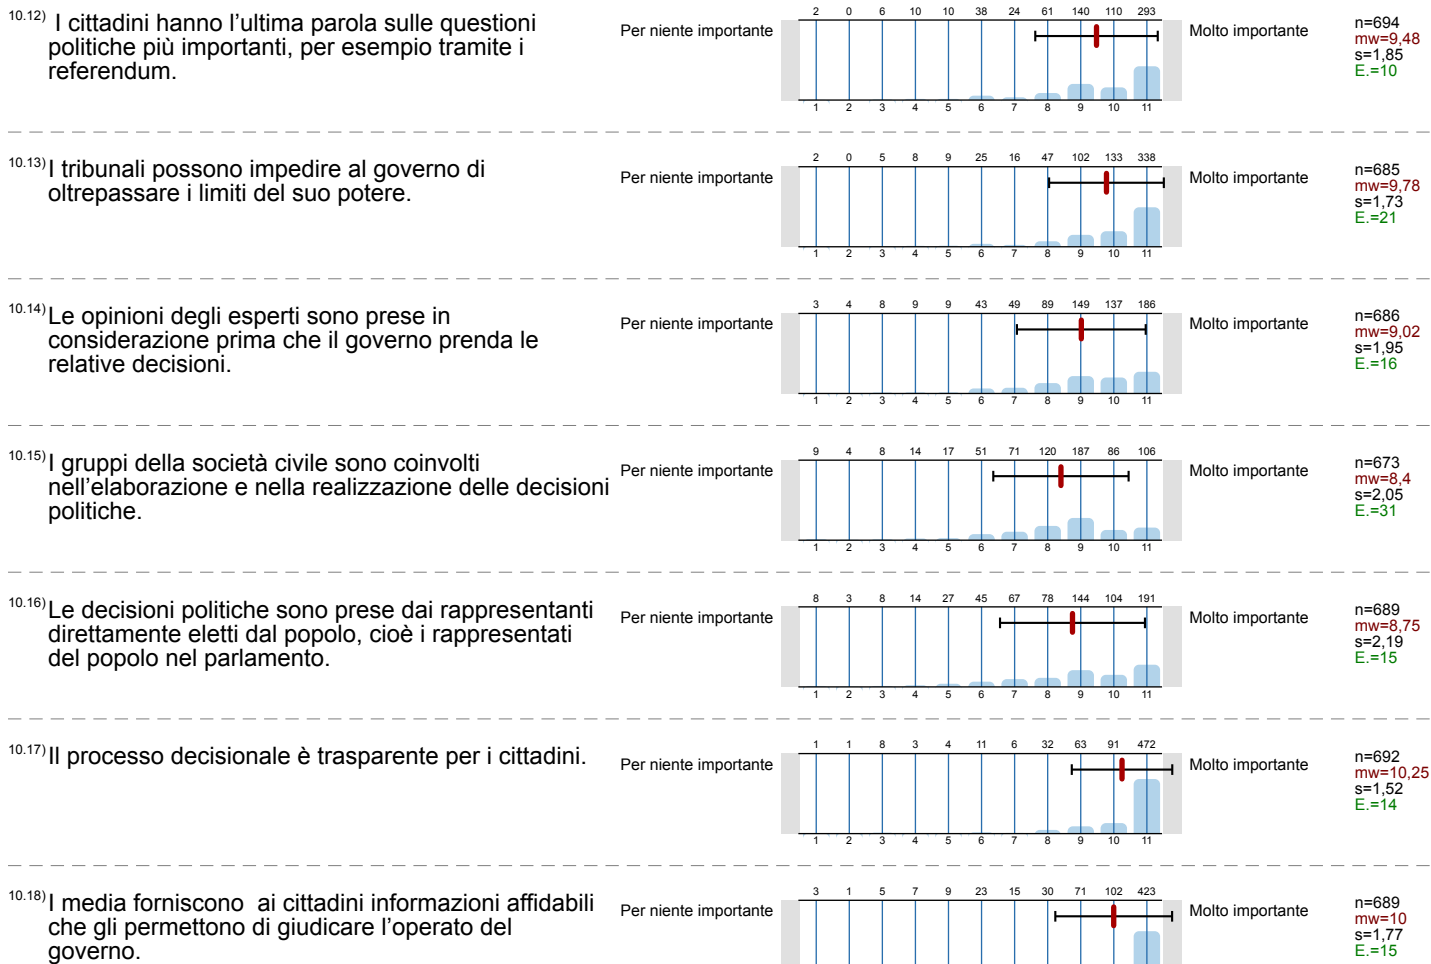 10.12) I cittadini hanno l'ultima parola sulle questioni
politiche più importanti, per esempio tramite i
referendum.
Per niente importante
2 0 6 10 10 38 24 61 140 110 293
1 2 3 4 5 6 7 8 9 10 11
Molto importante
n=694
mw=9,48
s=1,85
E.=10
10.13) I tribunali possono impedire al governo di
oltrepassare i limiti del suo potere.
Per niente importante
2 0 5 8 9 25 16 47 102 133 338
1 2 3 4 5 6 7 8 9 10 11
Molto importante
n=685
mw=9,78
s=1,73
E.=21
10.14) Le opinioni degli esperti sono prese in
considerazione prima che il governo prenda le
relative decisioni.
Per niente importante
3 4 8 9 9 43 49 89 149 137 186
1 2 3 4 5 6 7 8 9 10 11
Molto importante
n=686
mw=9,02
s=1,95
E.=16
10.15) I gruppi della società civile sono coinvolti
nell'elaborazione e nella realizzazione delle decisioni
politiche.
Per niente importante
9 4 8 14 17 51 71 120 187 86 106
1 2 3 4 5 6 7 8 9 10 11
Molto importante
n=673
mw=8,4
s=2,05
E.=31
10.16) Le decisioni politiche sono prese dai rappresentanti
direttamente eletti dal popolo, cioè i rappresentati
del popolo nel parlamento.
Per niente importante
8 3 8 14 27 45 67 78 144 104 191
1 2 3 4 5 6 7 8 9 10 11
Molto importante
n=689
mw=8,75
s=2,19
E.=15
10.17) Il processo decisionale è trasparente per i cittadini.
Per niente importante
1 1 8 3 4 11 6 32 63 91 472
1 2 3 4 5 6 7 8 9 10 11
Molto importante
n=692
mw=10,25
s=1,52
E.=14
10.18) I media forniscono ai cittadini informazioni affidabili
che gli permettono di giudicare l'operato del
governo.
Per niente importante
3 1 5 7 9 23 15 30 71 102 423
Molto importante
n=689
mw=10
s=1,77
E.=15